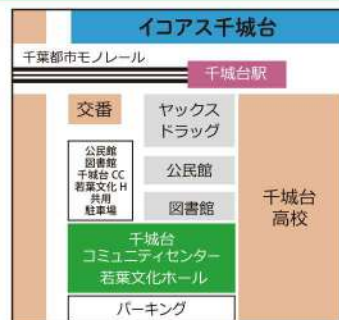 イコアス千城台
千葉都市モノレール
千城台駅
交番
ヤックス
ドラッグ
公民館
図書館
千城台 CC
若葉文化 H
共用
駐車場
公民館
図書館
千城台
高校
千城台
コミュニティセンター
若葉文化ホール
パーキング